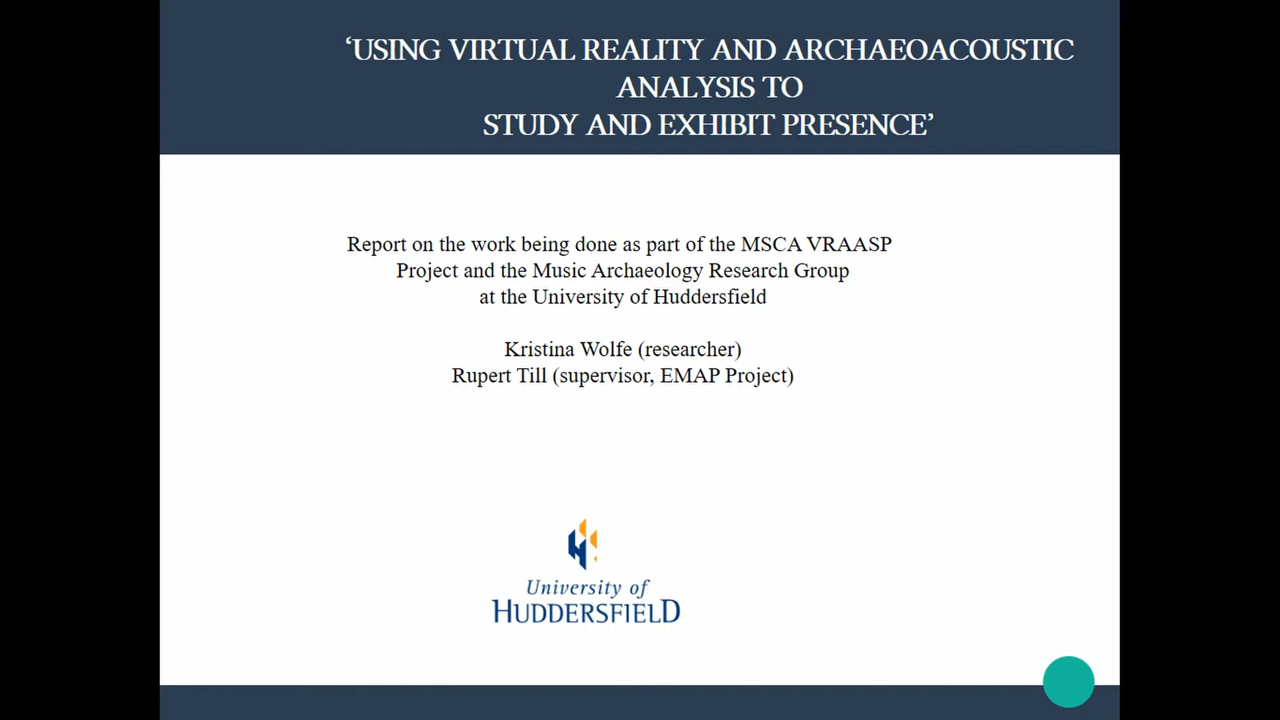 ‘USING VIRTUAL REALITY AND ARCHAEOACOUSTIC
ANALYSIS TO
STUDY AND EXHIBIT PRESENCE’
Report on the work being done as part of the MSCA VRAASP
Project and the Music Archaeology Research Group
at the University of Huddersfield
Kristina Wolfe (researcher)
Rupert Till (supervisor, EMAP Project)
University of
HUDDERSFIELD